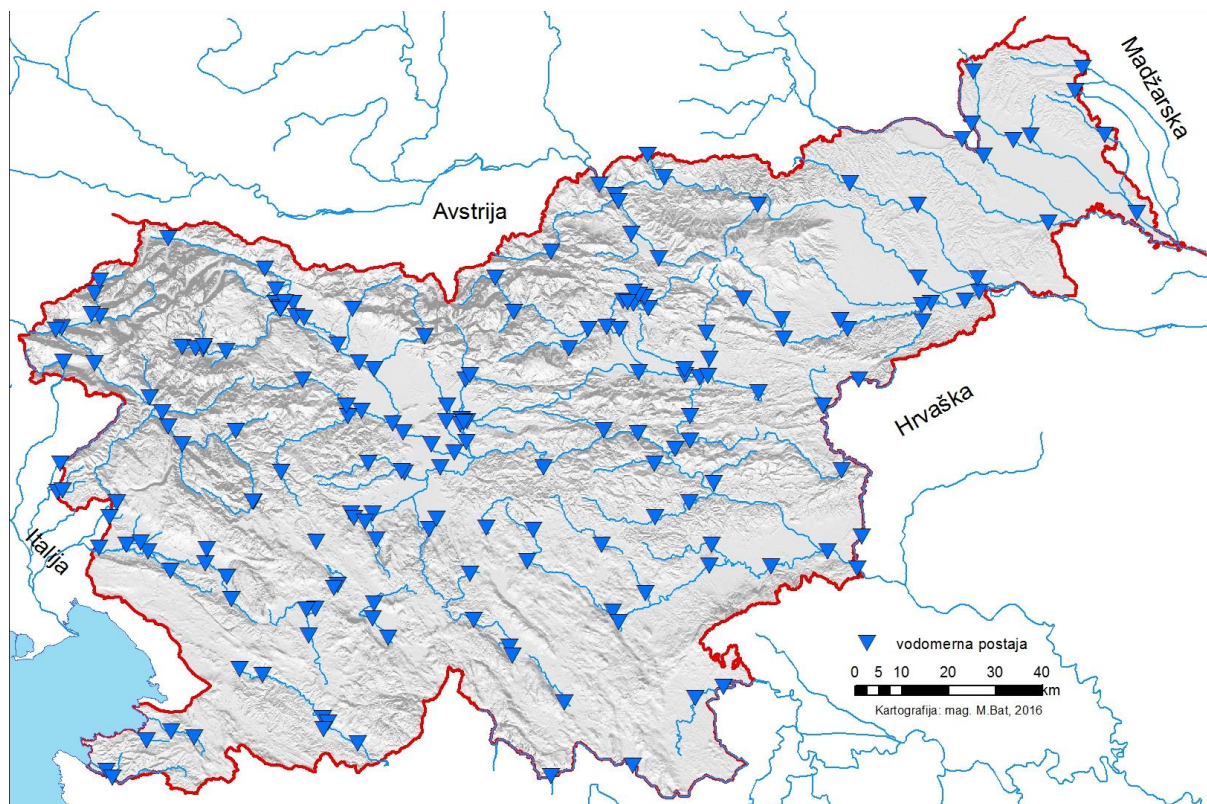 Madžarska
Avstrija
Hrvaška
Italija
vodomerna postaja
0 5 10 20 30 40
km
Kartografija: mag. M.Bat, 2016